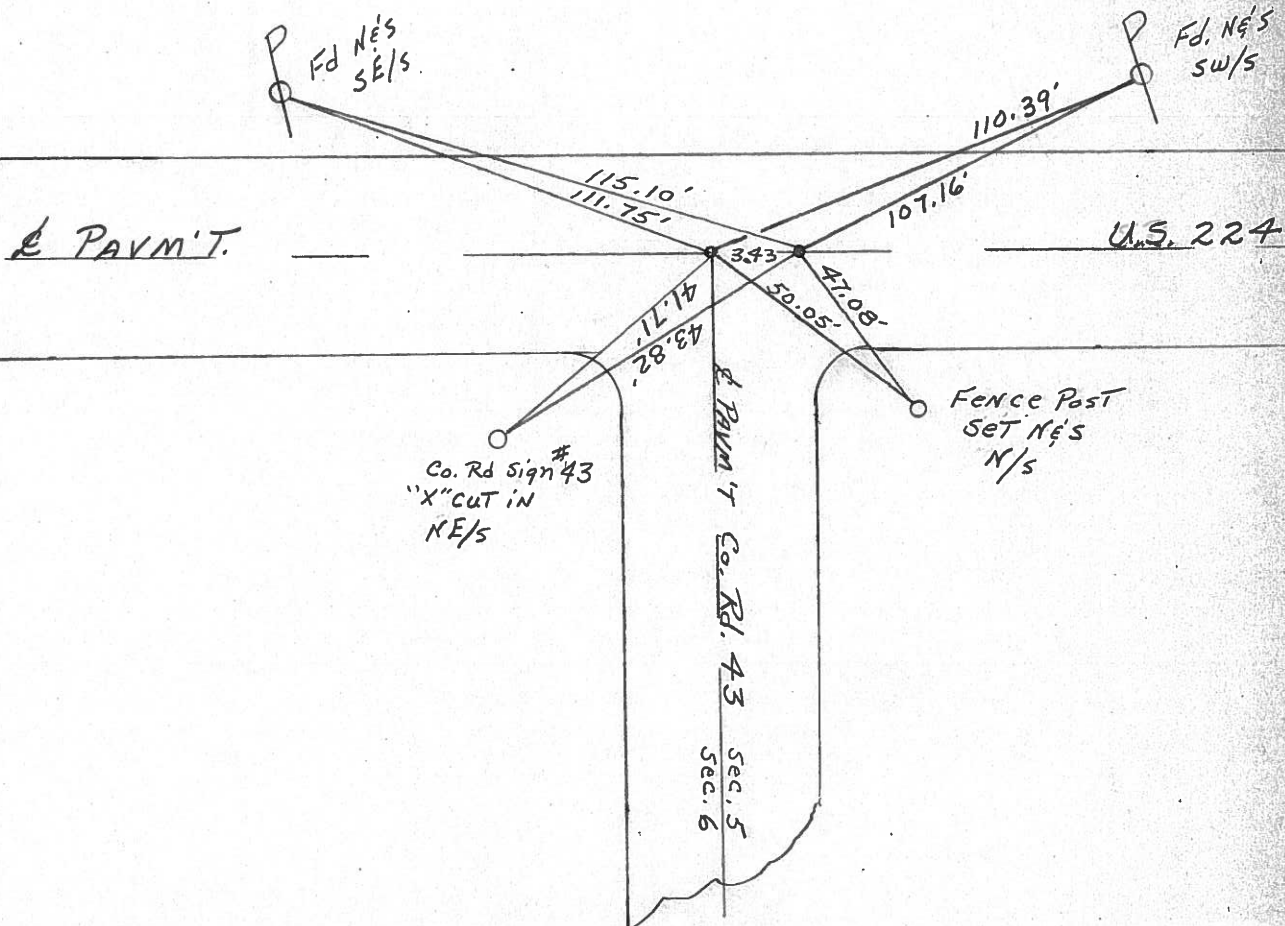 Fd N&'S
SE/S.
Fd. N&'S
SW/S
110.39'
107.16'
115.10'
111.75'
℄ PAVM'T.
U.S. 224
3.43'
41.71'
43.82'
50.05'
47.08'
Co. Rd Sign #43
"X" CUT IN
NE/S
FENCE POST
SET N&'S
N/S
℄ PAVM'T Co. Rd. 43
Sec. 5
Sec. 6